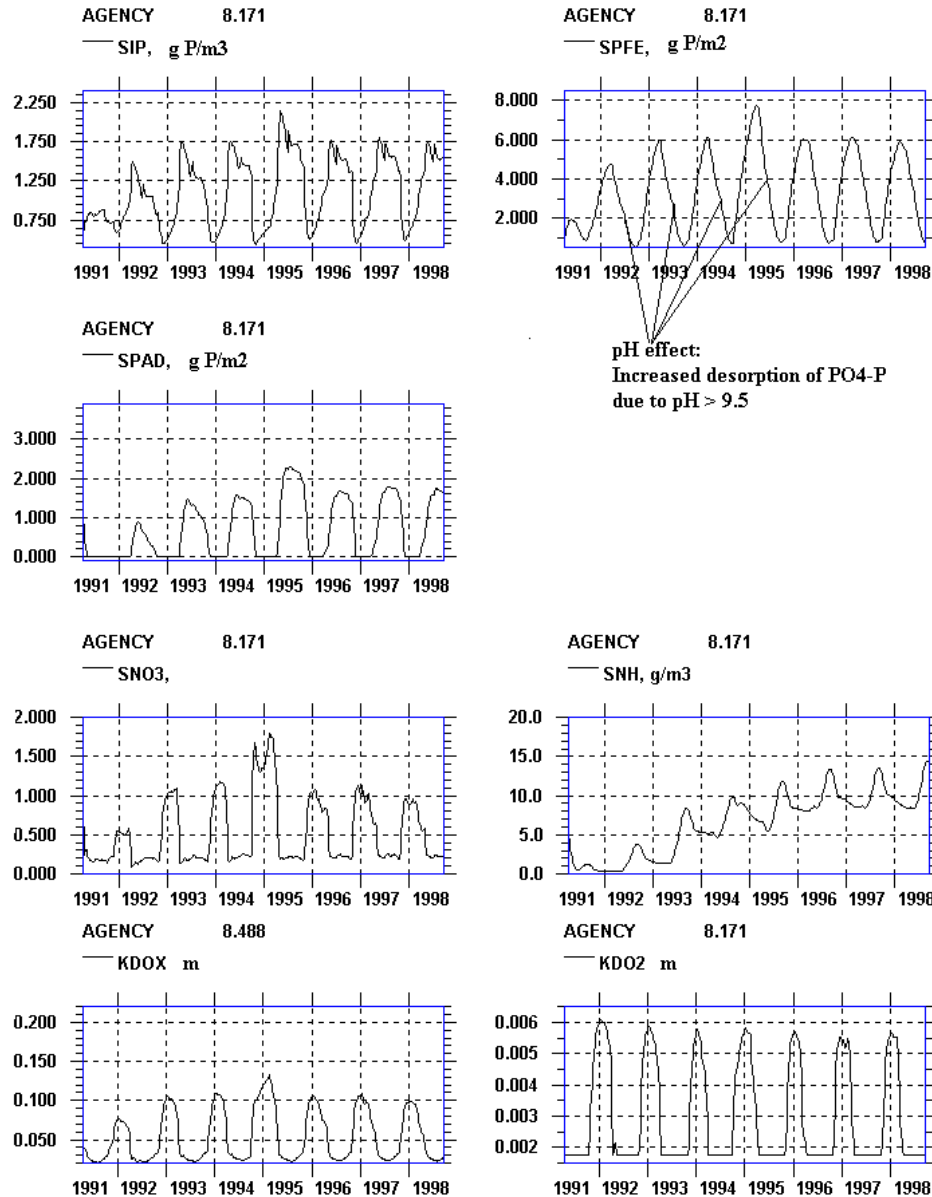 AGENCY 8.171
SIP, g P/m3
2.250
1.750
1.250
0.750
1991 1992 1993 1994 1995 1996 1997 1998
AGENCY 8.171
SPFE, g P/m2
8.000
6.000
4.000
2.000
1991 1992 1993 1994 1995 1996 1997 1998
pH effect:
Increased desorption of PO4-P
due to pH > 9.5
AGENCY 8.171
SPAD, g P/m2
3.000
2.000
1.000
0.000
1991 1992 1993 1994 1995 1996 1997 1998
AGENCY 8.171
SNO3,
2.000
1.500
1.000
0.500
0.000
1991 1992 1993 1994 1995 1996 1997 1998
AGENCY 8.171
SNH, g/m3
20.0
15.0
10.0
5.0
0.0
1991 1992 1993 1994 1995 1996 1997 1998
AGENCY 8.488
KDOX m
0.200
0.150
0.100
0.050
1991 1992 1993 1994 1995 1996 1997 1998
AGENCY 8.171
KDO2 m
0.006
0.005
0.004
0.003
0.002
1991 1992 1993 1994 1995 1996 1997 1998